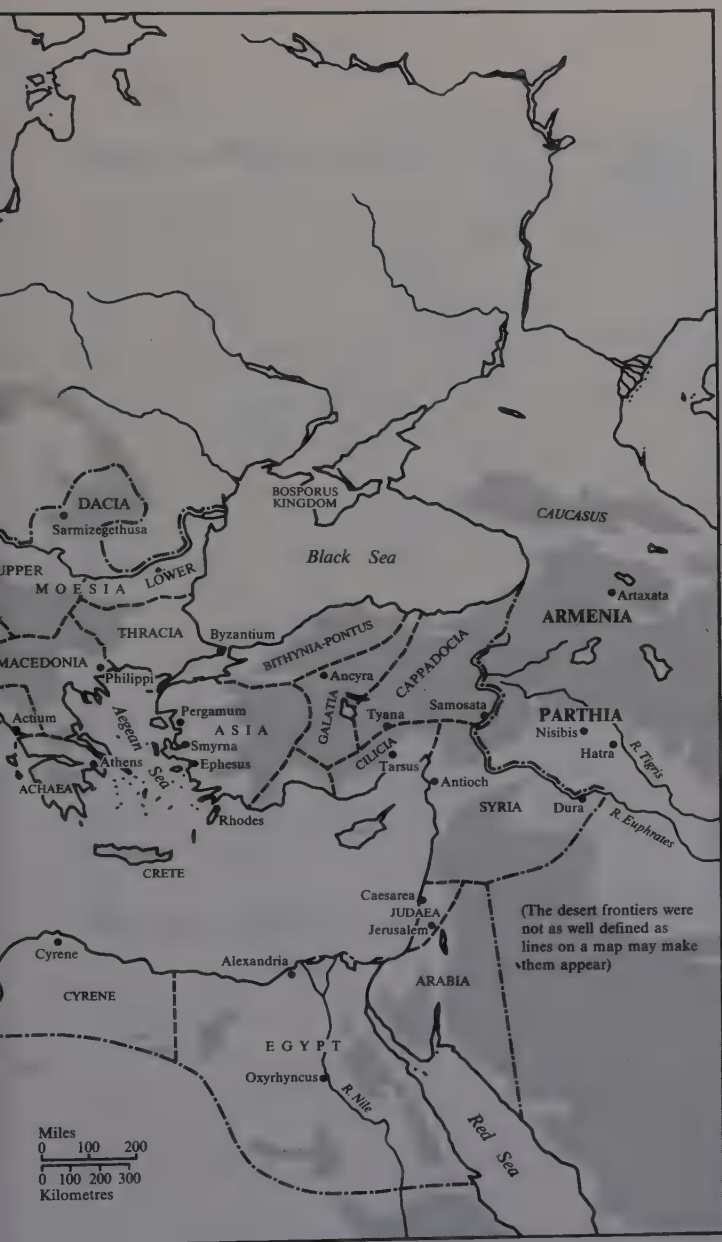 BOSPORUS
KINGDOM
DACIA
Sarmizegethusa
CAUCASUS
Black Sea
UPPER
LOWER
MOESIA
Artaxata
ARMENIA
THRACIA
Byzantium
BITHYNIA-PONTUS
MACEDONIA
Philippi
Ancyra
CAPPADOCIA
GALATIA
Pergamum
ASIA
Tyana
Samosata
PARTHIA
Nisibis
Hatra
R. Tigris
Actium
Aegean
Sea
Smyrna
Ephesus
CILICIA
Tarsus
Athens
ACHAEA
Antioch
Rhodes
SYRIA
Dura
R. Euphrates
CRETE
Caesarea
JUDAEA
Jerusalem
(The desert frontiers were
not as well defined as
lines on a map may make
them appear)
Cyrene
Alexandria
CYRENE
ARABIA
EGYPT
Oxyrhyncus
R. Nile
Red Sea
Miles
0 100 200
0 100 200 300
Kilometres